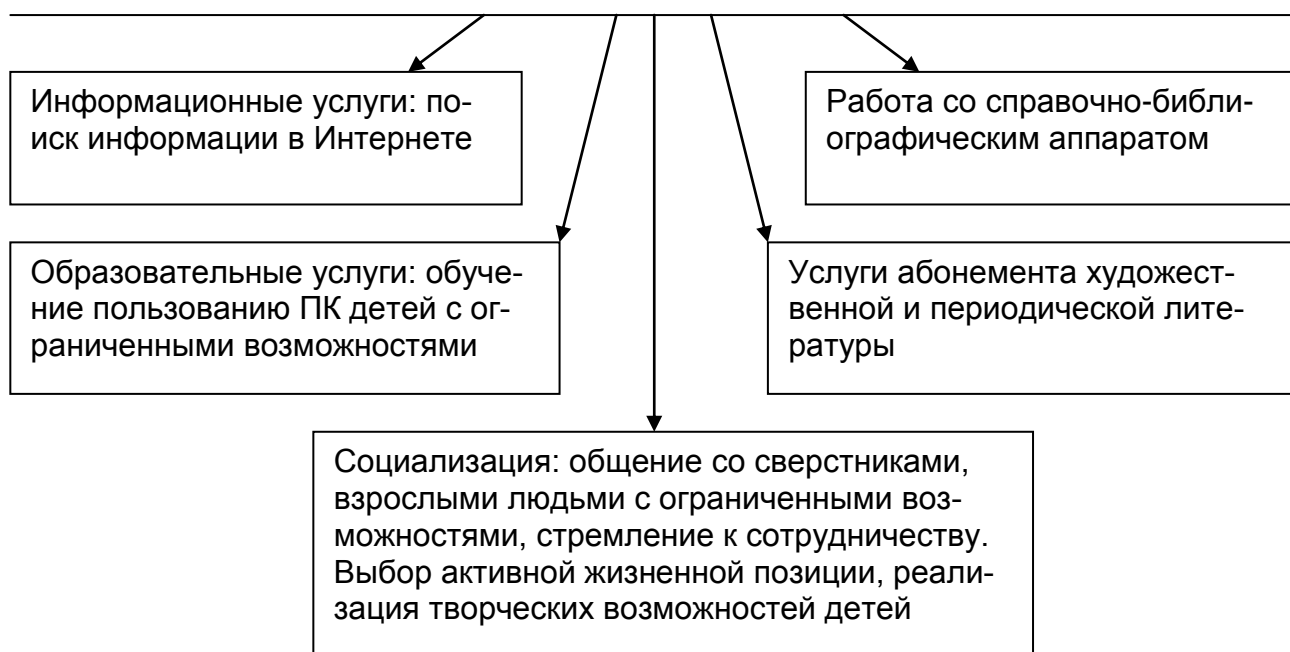 Информационные услуги: по-
иск информации в Интернете
Работа со справочно-библи-
ографическим аппаратом
Образовательные услуги: обуче-
ние пользованию ПК детей с ог-
раниченными возможностями
Услуги абонемента художест-
венной и периодической лите-
ратуры
Социализация: общение со сверстниками,
взрослыми людьми с ограниченными воз-
можностями, стремление к сотрудничеству.
Выбор активной жизненной позиции, реали-
зация творческих возможностей детей